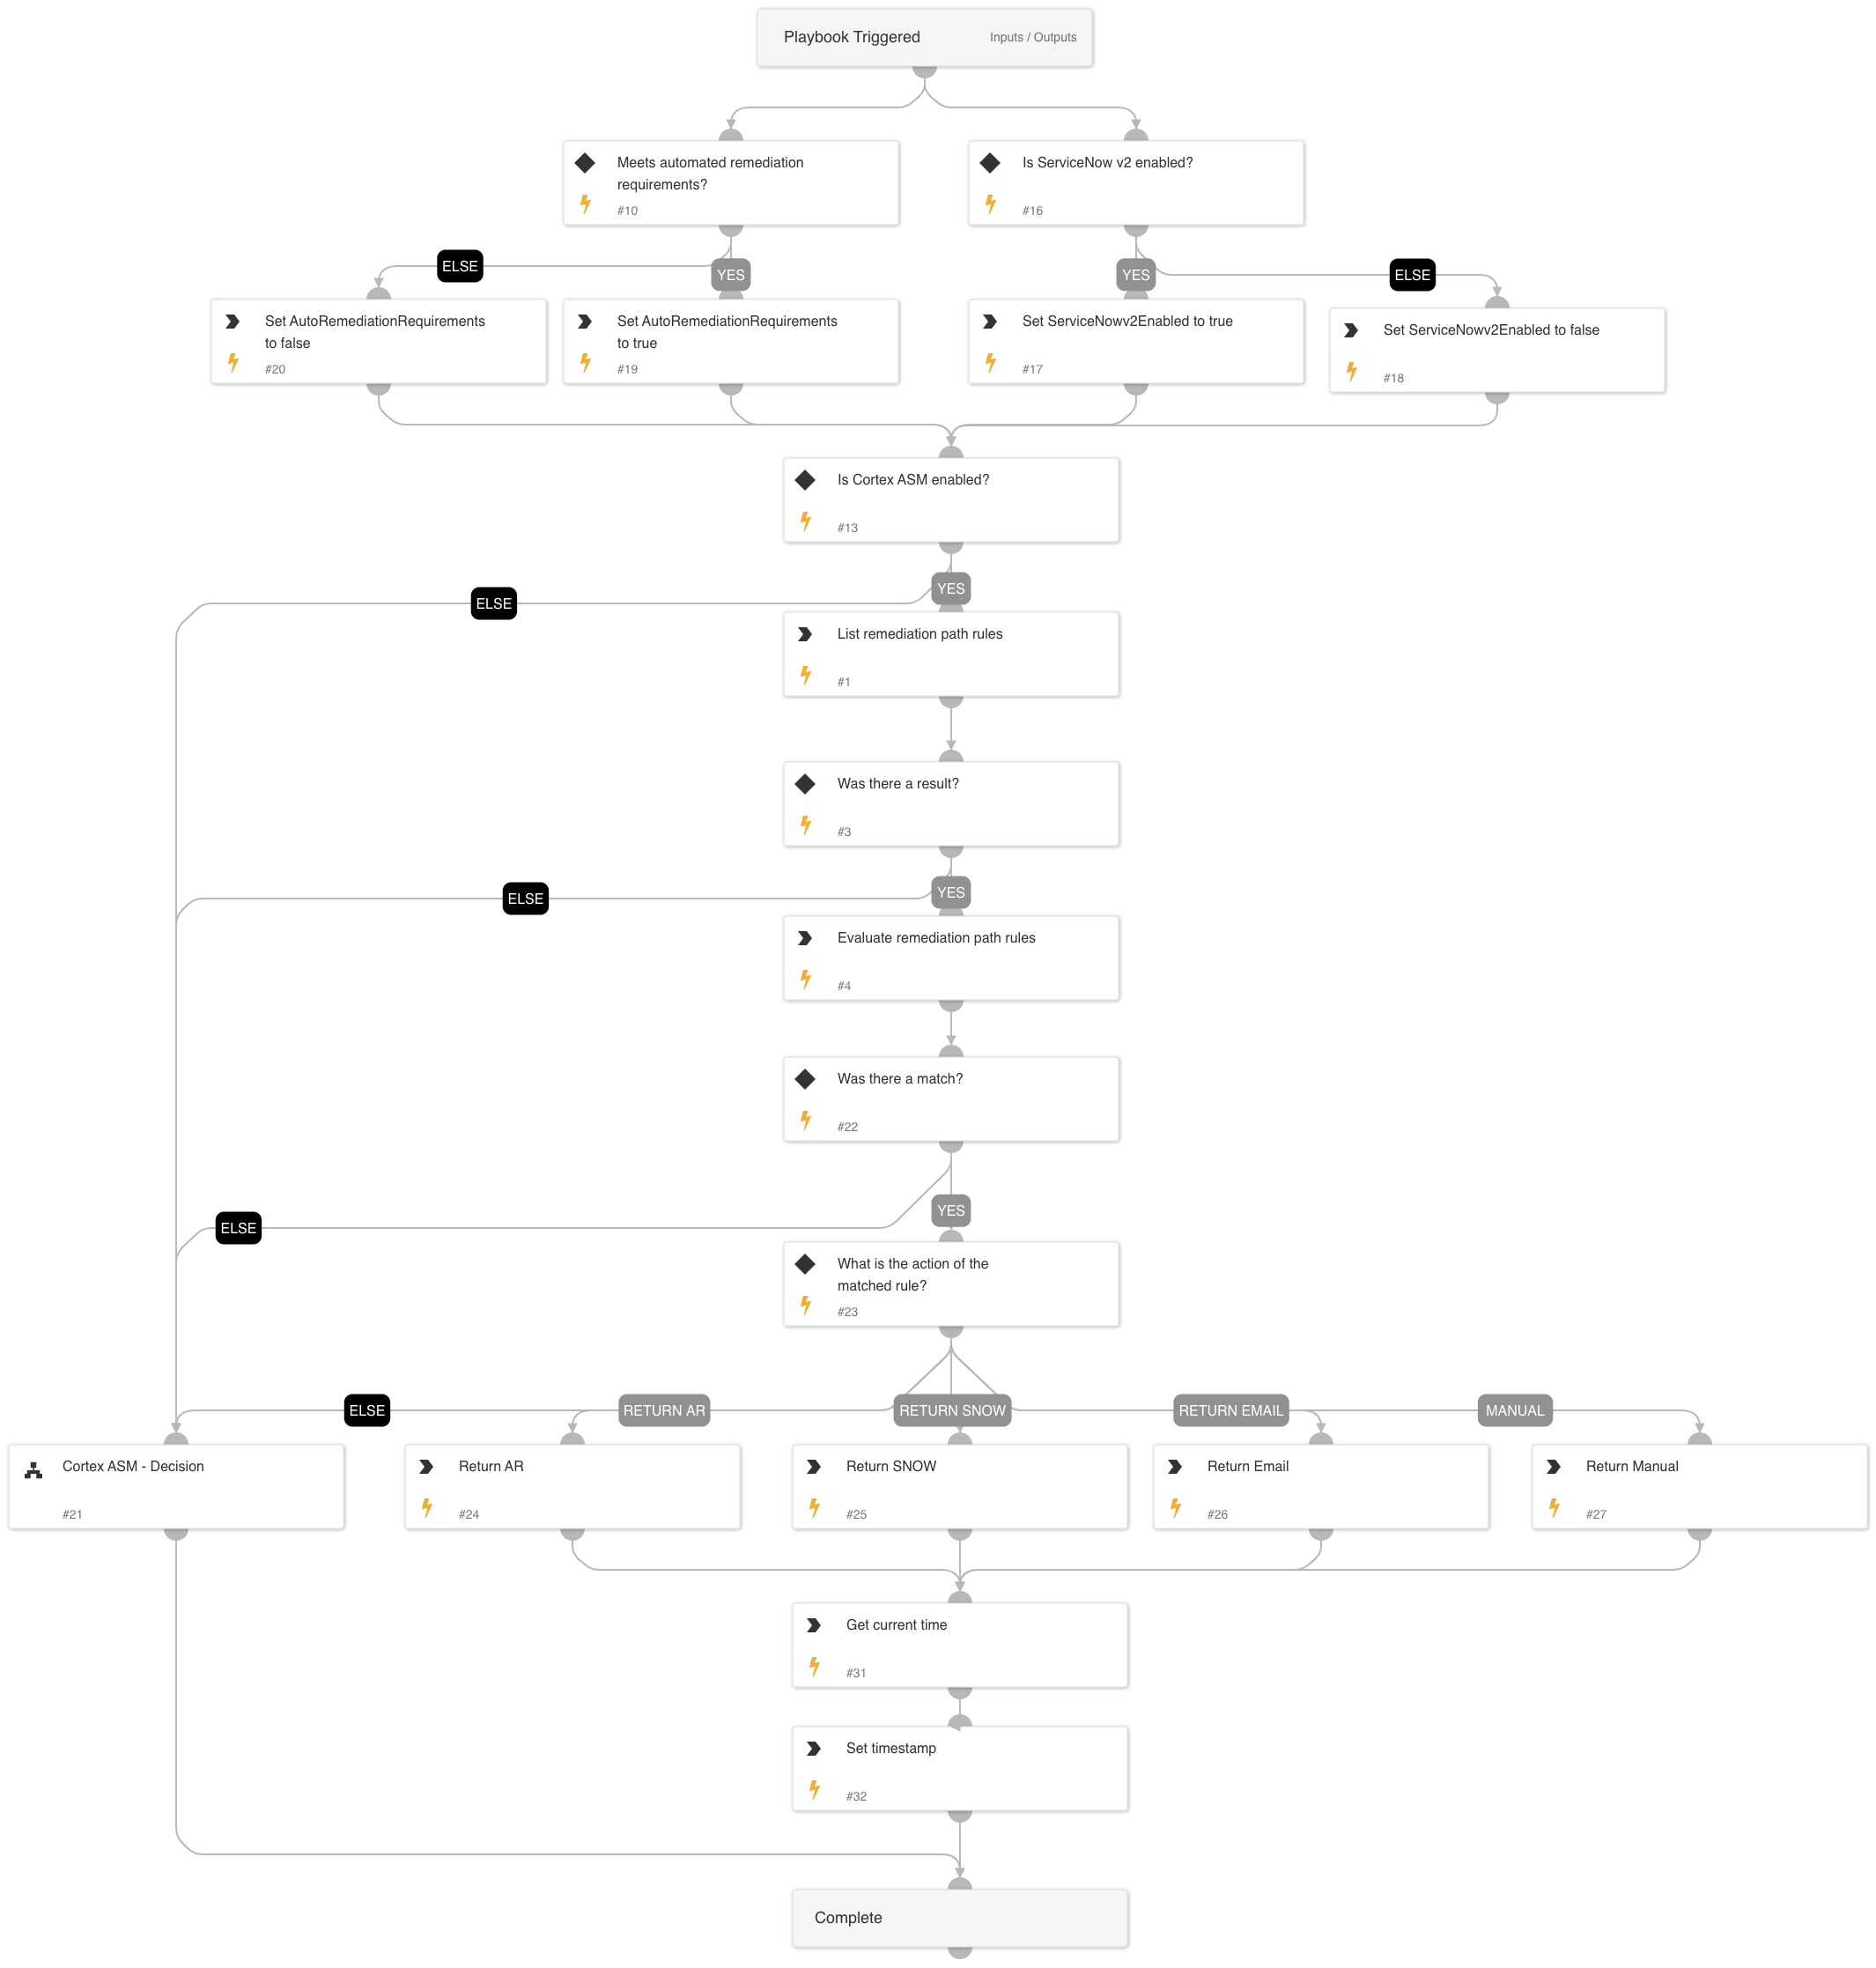 Playbook Triggered
Inputs / Outputs
Meets automated remediation
requirements?
#10
Is ServiceNow v2 enabled?
#16
ELSE
YES
YES
ELSE
Set AutoRemediationRequirements
to false
#20
Set AutoRemediationRequirements
to true
#19
Set ServiceNowv2Enabled to true
#17
Set ServiceNowv2Enabled to false
#18
Is Cortex ASM enabled?
#13
YES
ELSE
List remediation path rules
#1
Was there a result?
#3
YES
ELSE
Evaluate remediation path rules
#4
Was there a match?
#22
YES
ELSE
What is the action of the
matched rule?
#23
ELSE
RETURN AR
RETURN SNOW
RETURN EMAIL
MANUAL
Cortex ASM - Decision
#21
Return AR
#24
Return SNOW
#25
Return Email
#26
Return Manual
#27
Get current time
#31
Set timestamp
#32
Complete